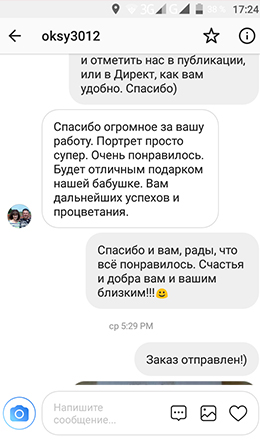 3G G 38 % 17:24
oksy3012
и отметить нас в публикации,
или в Директ, как вам
удобно. Спасибо)
Спасибо огромное за вашу
работу. Портрет просто
супер. Очень понравилось.
Будет отличным подарком
нашей бабушке. Вам
дальнейших успехов и
процветания.
Спасибо и вам, рады, что
всё понравилось. Счастья
и добра вам и вашим
близким!!!😀
ср 5:29 PM
Заказ отправлен!)
Напишите
сообщение...